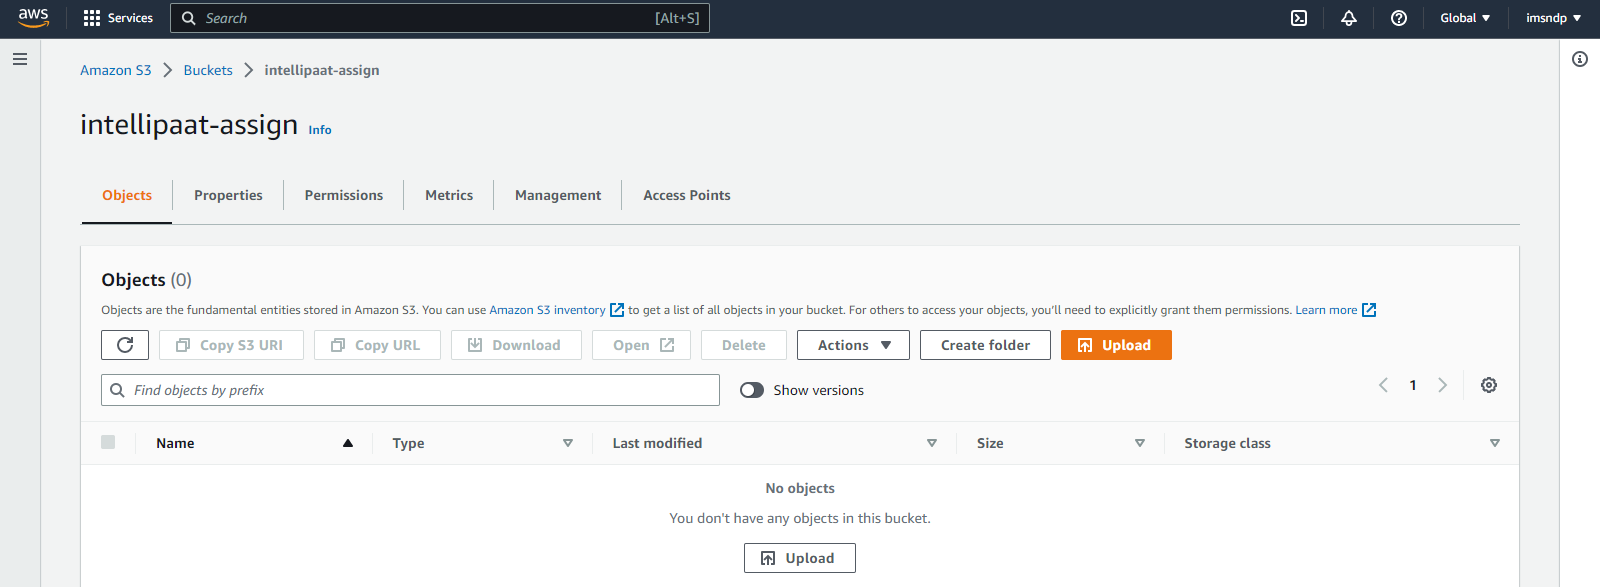 aws Services Search [Alt+S] Global imsndp
Amazon S3 Buckets intellipaat-assign
intellipaat-assign Info
Objects Properties Permissions Metrics Management Access Points
Objects (0)
Objects are the fundamental entities stored in Amazon S3. You can use Amazon S3 inventory to get a list of all objects in your bucket. For others to access your objects, you'll need to explicitly grant them permissions. Learn more
Copy S3 URI Copy URL Download Open Delete Actions Create folder Upload
Find objects by prefix Show versions 1
Name Type Last modified Size Storage class
No objects
You don't have any objects in this bucket.
Upload